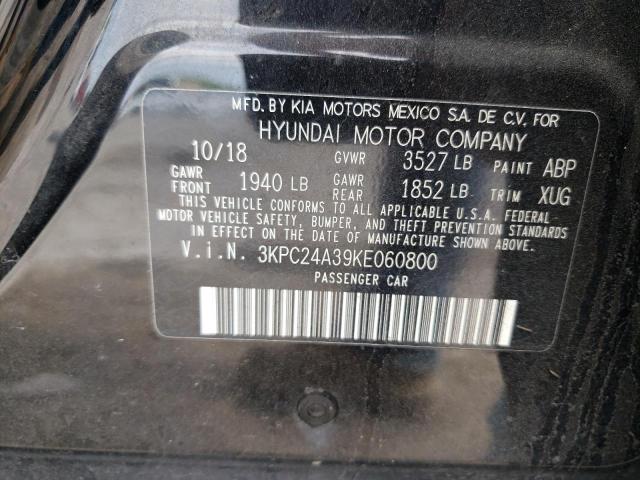 MFD. BY KIA MOTORS MEXICO S.A. DE C.V. FOR
HYUNDAI MOTOR COMPANY
10/18 GVWR 3527 LB PAINT ABP
GAWR FRONT 1940 LB GAWR REAR 1852 LB TRIM XUG
THIS VEHICLE CONFORMS TO ALL APPLICABLE U.S.A. FEDERAL
MOTOR VEHICLE SAFETY, BUMPER, AND THEFT PREVENTION STANDARDS
IN EFFECT ON THE DATE OF MANUFACTURE SHOWN ABOVE.
V.i.N. 3KPC24A39KE060800
PASSENGER CAR